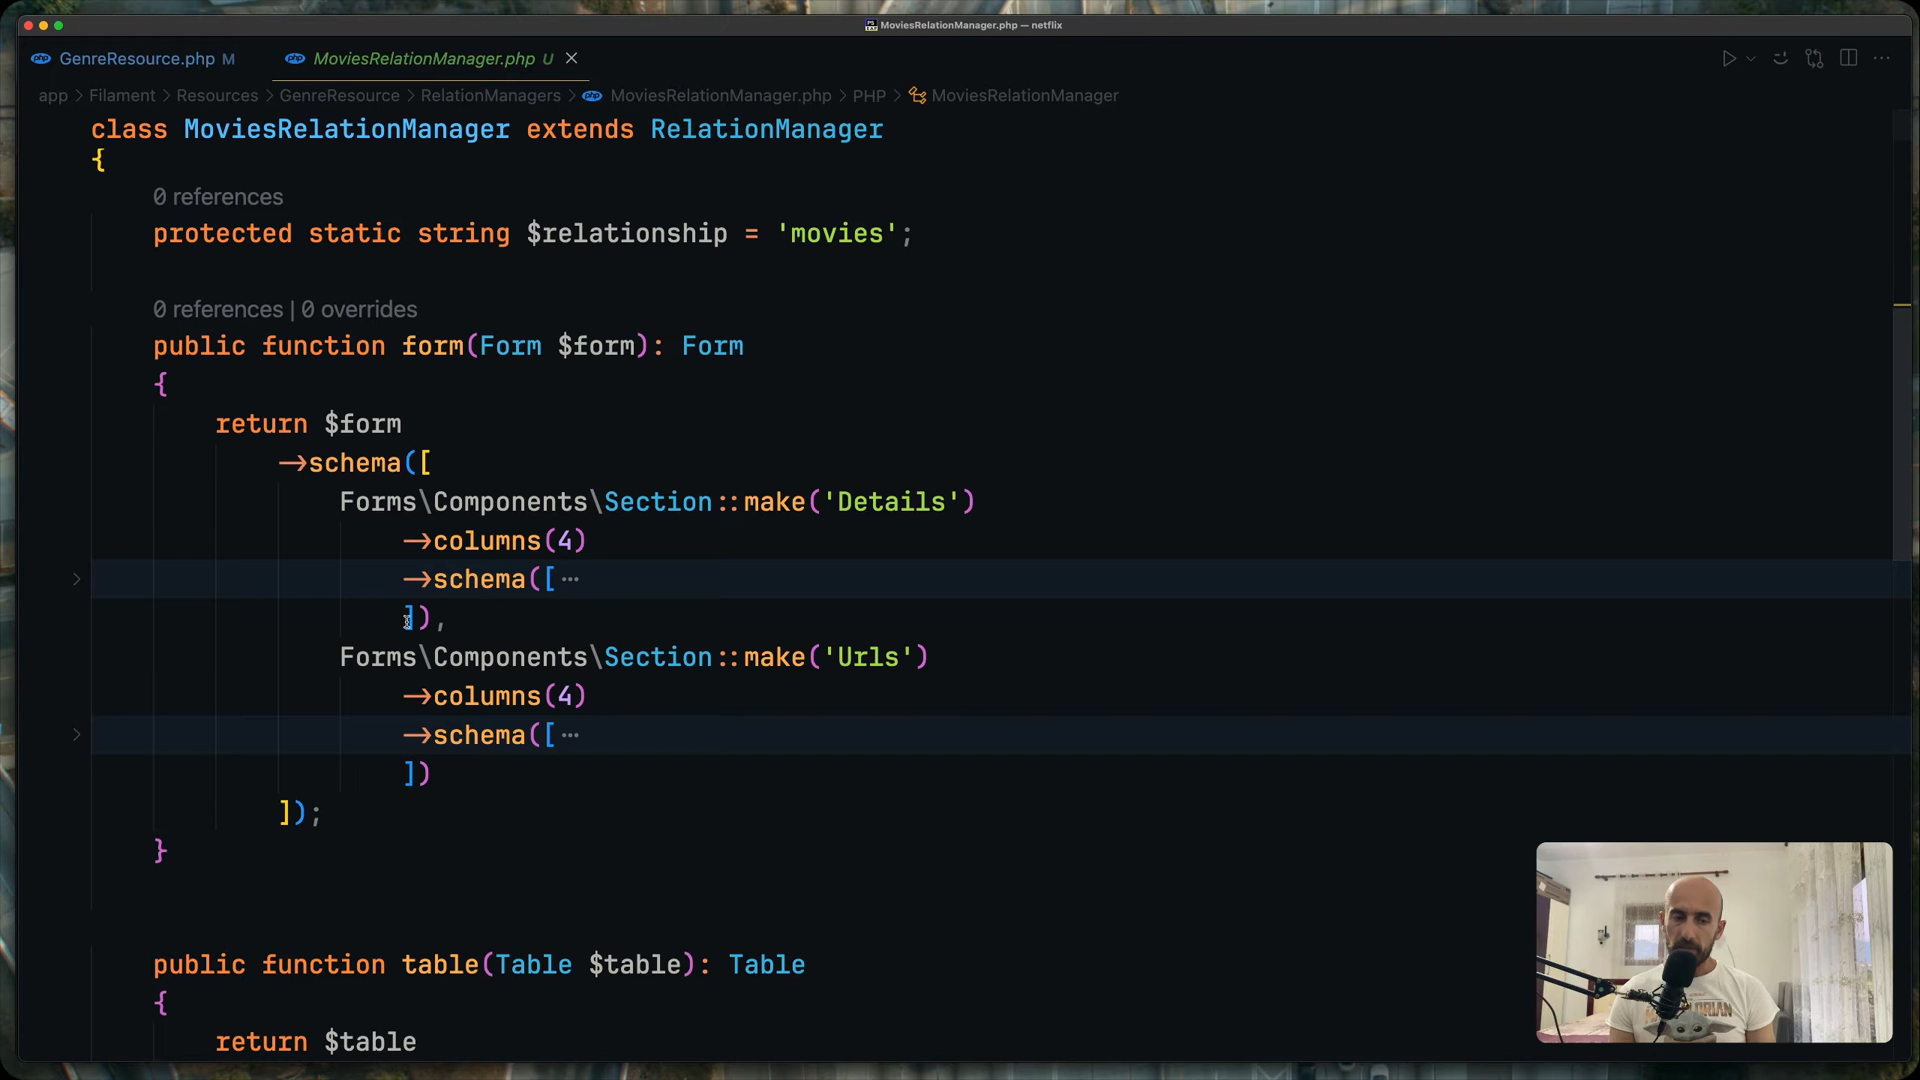 MoviesRelationManager.php — netflix
GenreResource.php M
MoviesRelationManager.php U
app > Filament > Resources > GenreResource > RelationManagers > MoviesRelationManager.php > PHP > MoviesRelationManager
class MoviesRelationManager extends RelationManager
{
0 references
protected static string $relationship = 'movies';
0 references | 0 overrides
public function form(Form $form): Form
{
return $form
->schema([
Forms\Components\Section::make('Details')
->columns(4)
->schema([ ···
]),
Forms\Components\Section::make('Urls')
->columns(4)
->schema([ ···
])
]);
}
public function table(Table $table): Table
{
return $table